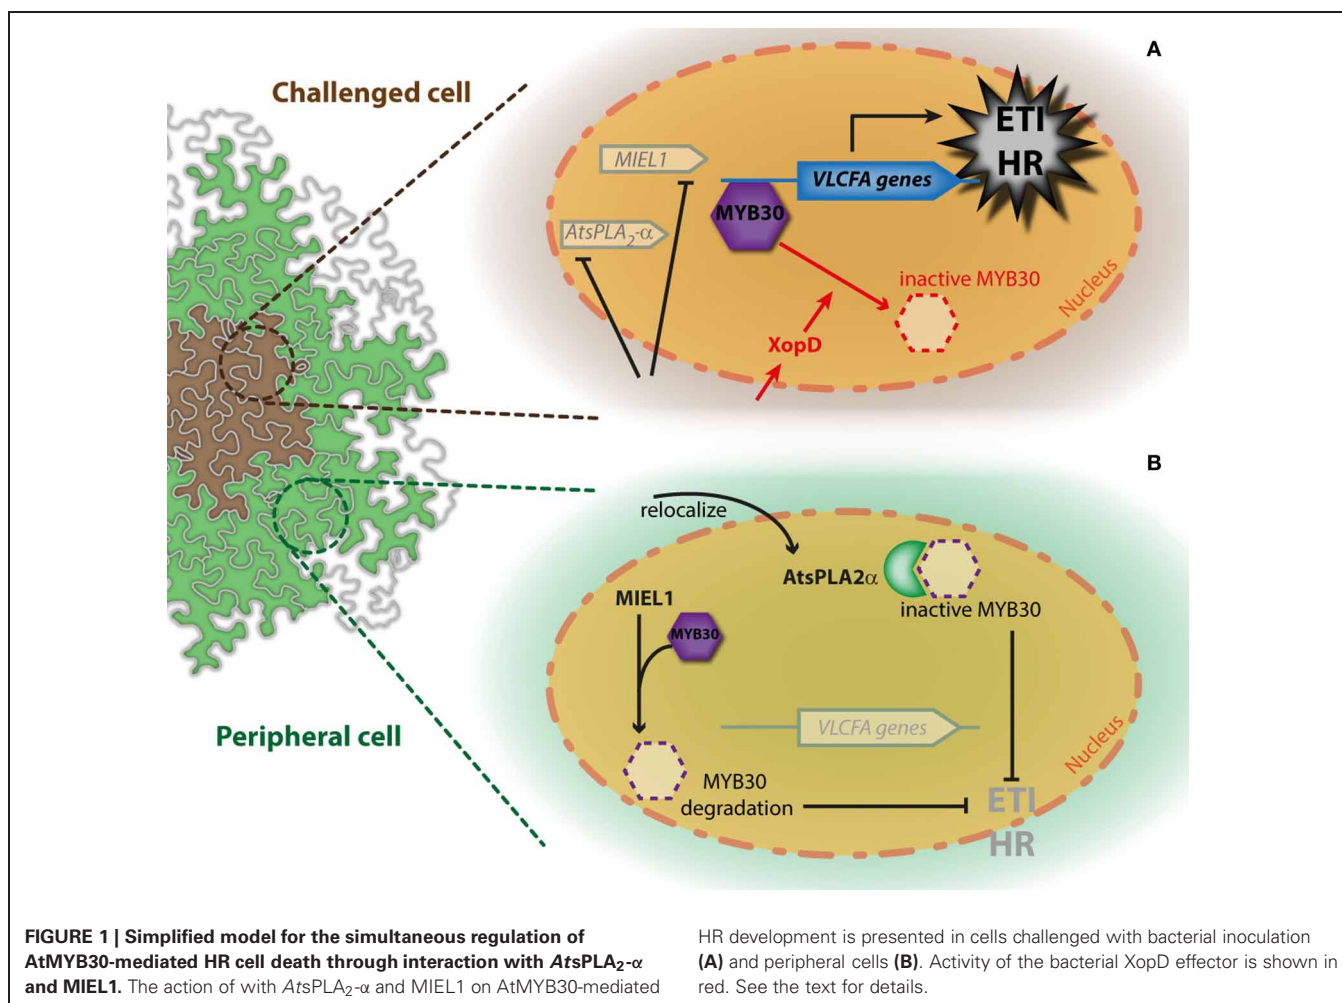 A
Challenged cell
ETI
HR
MIEL1
VLCFA genes
MYB30
AtsPLA2-α
inactive MYB30
Nucleus
XopD
B
relocalize
AtsPLA2α
MIEL1
inactive MYB30
MYB30
Peripheral cell
VLCFA genes
Nucleus
MYB30
degradation
ETI
HR
FIGURE 1 | Simplified model for the simultaneous regulation of
AtMYB30-mediated HR cell death through interaction with AtsPLA2-α
and MIEL1. The action of with AtsPLA2-α and MIEL1 on AtMYB30-mediated
HR development is presented in cells challenged with bacterial inoculation
(A) and peripheral cells (B). Activity of the bacterial XopD effector is shown in
red. See the text for details.